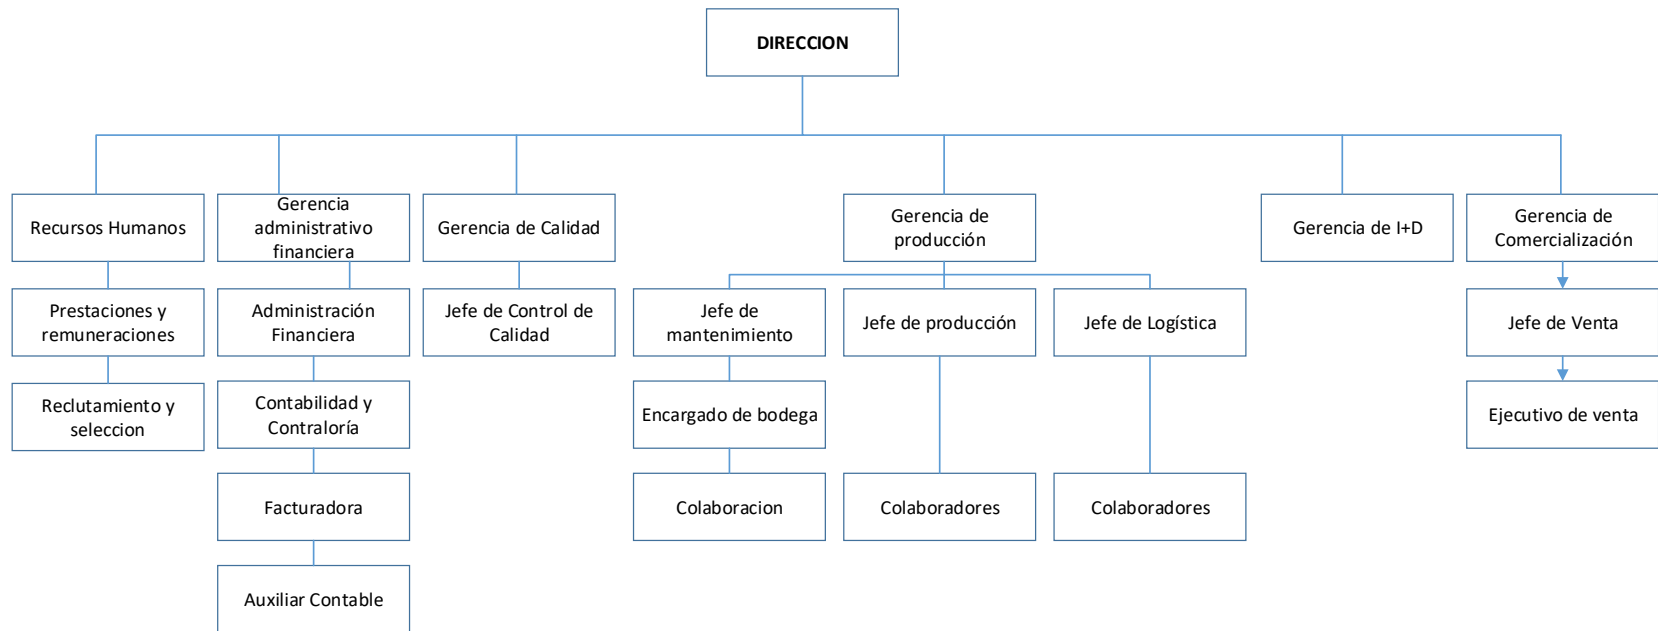 DIRECCION
Recursos Humanos
Gerencia
administrativo
financiera
Gerencia de Calidad
Gerencia de
producción
Gerencia de I+D
Gerencia de
Comercialización
Prestaciones y
remuneraciones
Administración
Financiera
Jefe de Control de
Calidad
Jefe de
mantenimiento
Jefe de producción
Jefe de Logística
Jefe de Venta
Reclutamiento y
seleccion
Contabilidad y
Contraloría
Encargado de bodega
Ejecutivo de venta
Facturadora
Colaboracion
Colaboradores
Colaboradores
Auxiliar Contable